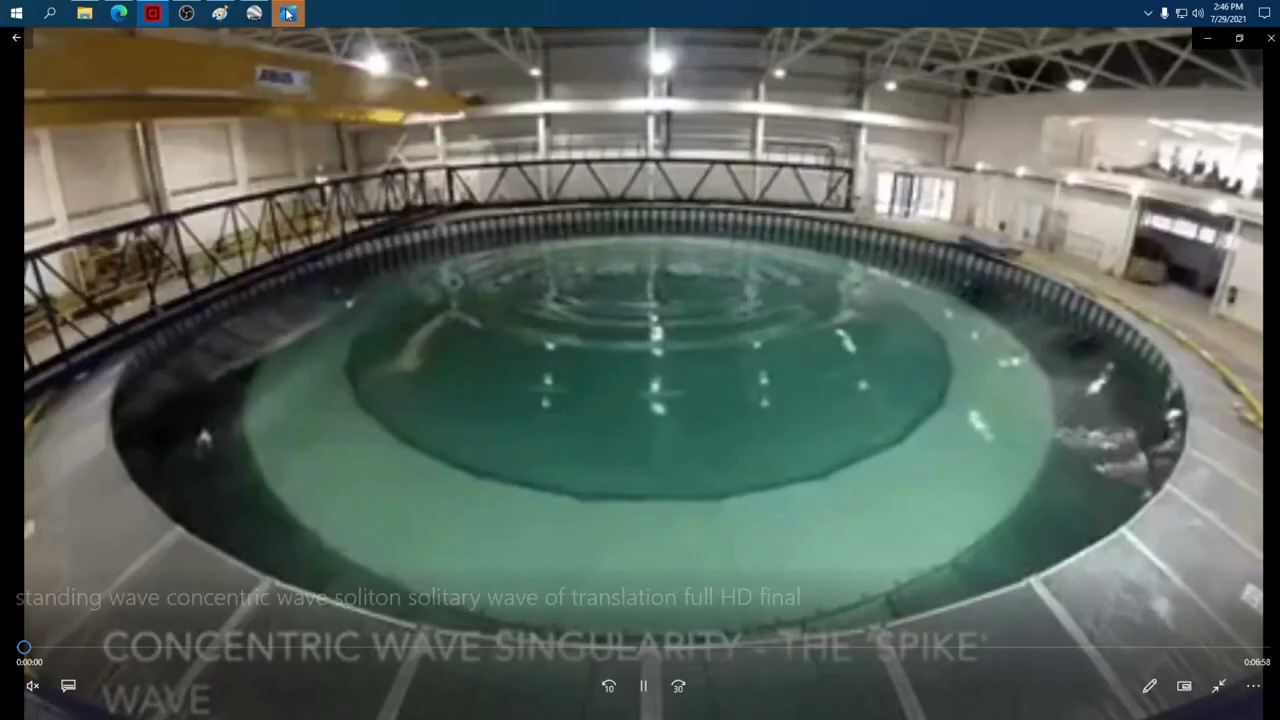 2:46 PM
7/29/2021
ABUS
standing wave concentric wave soliton solitary wave of translation full HD final
CONCENTRIC WAVE SINGULARITY - THE 'SPIKE'
WAVE
0:00:00
0:06:58
10
30